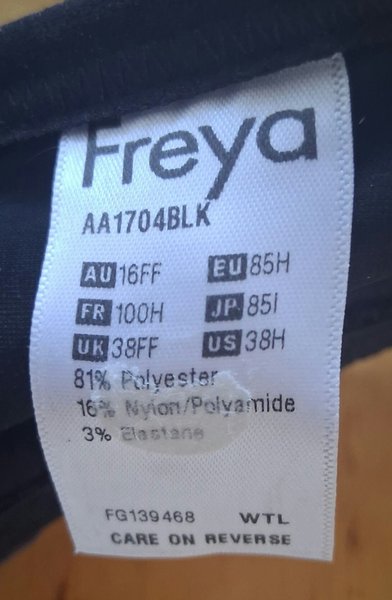 Freya
AA1704BLK
AU 16FF EU 85H
FR 100H JP 85I
UK 38FF US 38H
81% Polyester
16% Nylon/Polyamide
3% Elastane
FG139468 WTL
CARE ON REVERSE